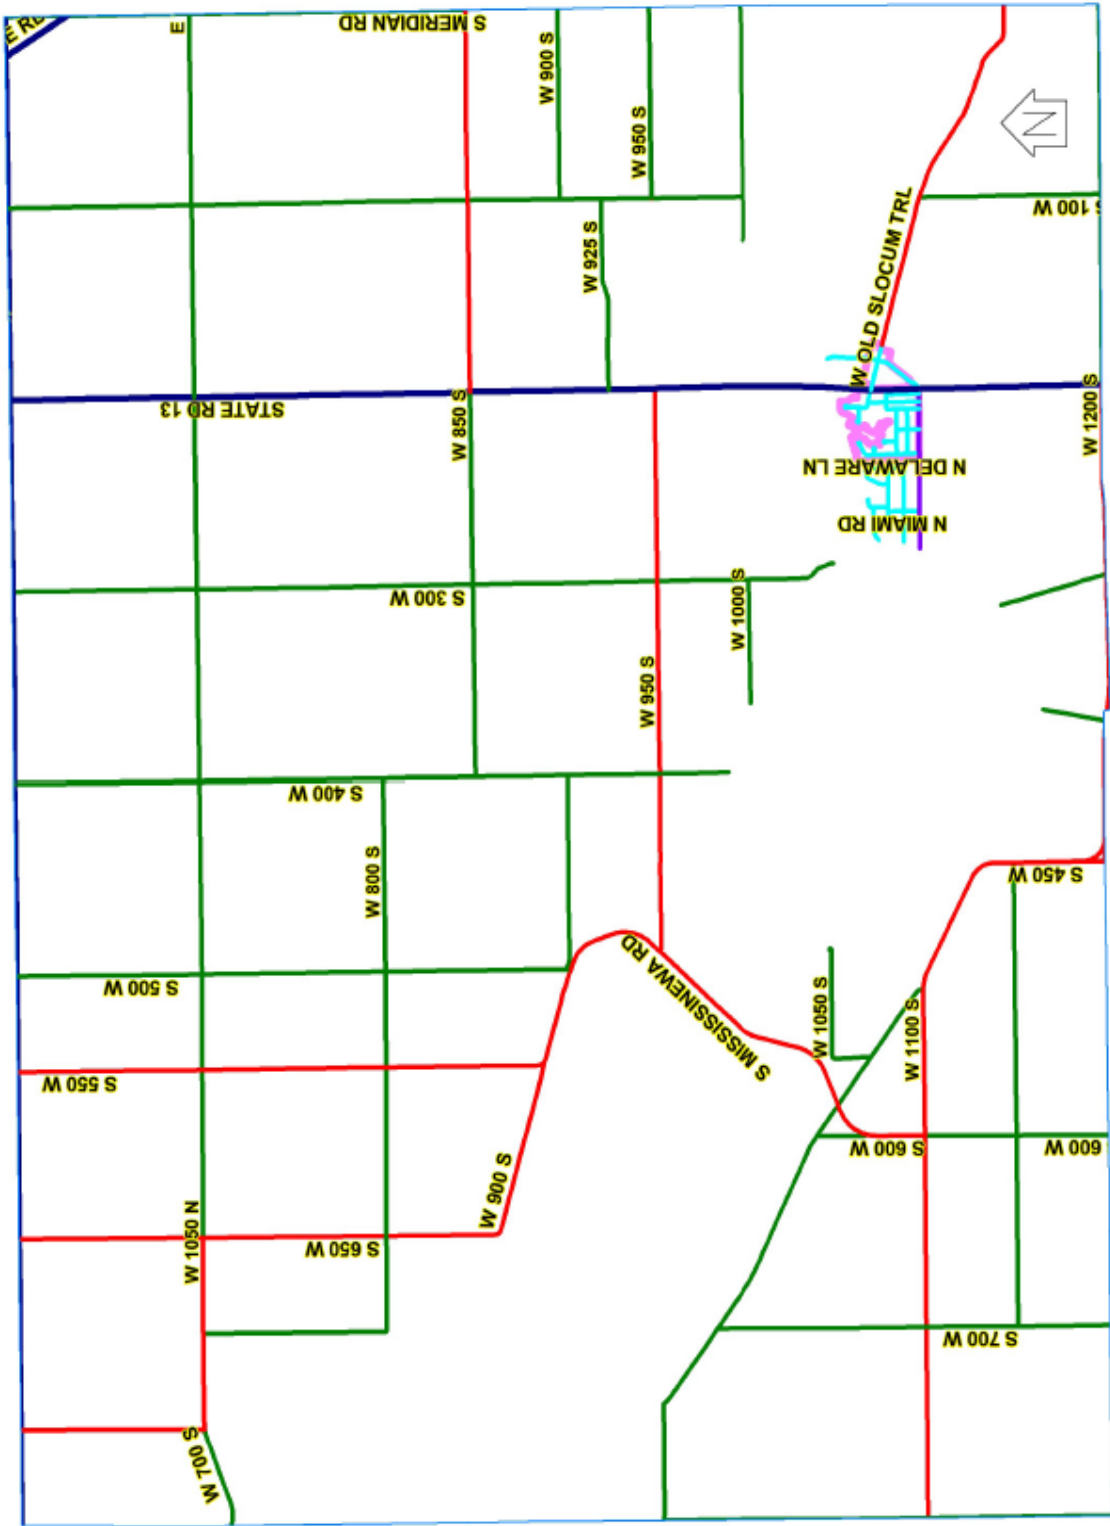 E RD
E
S MERIDIAN RD
W 900 S
W 950 S
N
S 100 W
W 925 S
W OLD SLOCUM TRL
STATE RD 13
W 850 S
W 1200 S
N DELAWARE LN
N MIAMI RD
S 300 W
W 1000 S
W 950 S
S 400 W
W 800 S
S 450 W
S MISSISSINEWA RD
S 500 W
W 1050 S
W 1100 S
S 550 W
S 600 W
600 W
W 900 S
W 1050 N
S 650 W
S 700 W
W 700 S